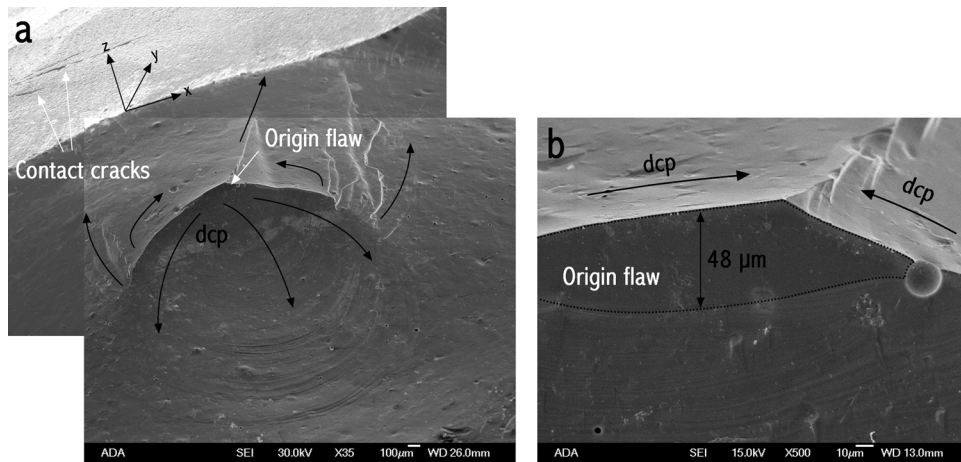 a
z
y
x
Origin flaw
Contact cracks
dcp
ADA SEI 30.0kV X35 100µm WD 26.0mm
b
dcp
dcp
48 µm
Origin flaw
ADA SEI 15.0kV X500 10µm WD 13.0mm